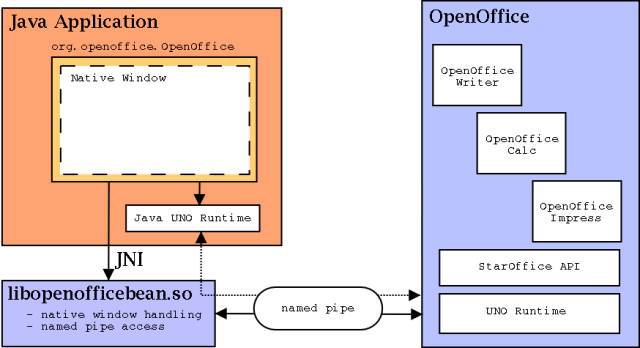 Java Application
org.openoffice.OpenOffice
Native Window
Java UNO Runtime
JNI
libopenofficebean.so
- native window handling
- named pipe access
named pipe
OpenOffice
OpenOffice
Writer
OpenOffice
Calc
OpenOffice
Impress
StarOffice API
UNO Runtime